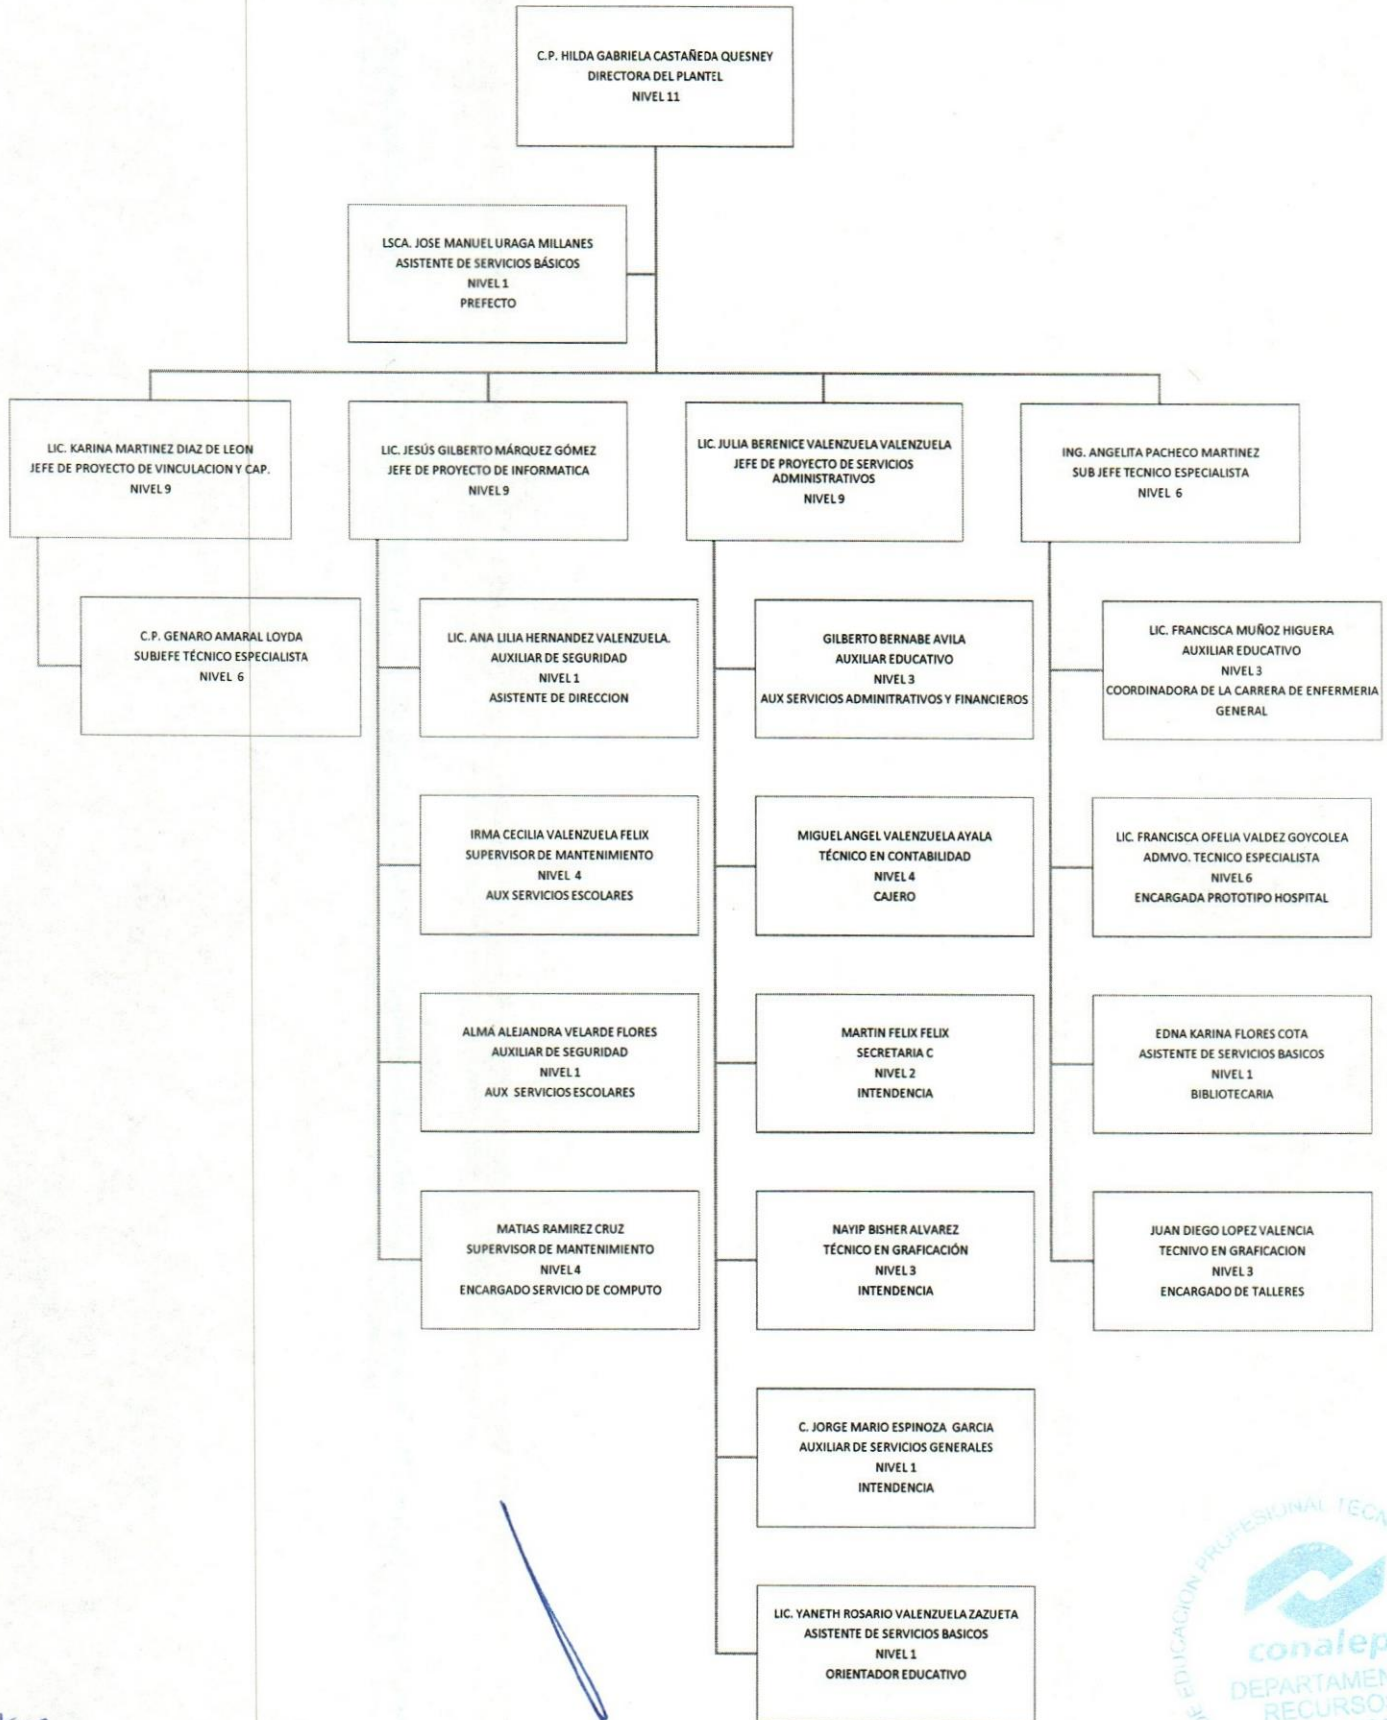 C.P. HILDA GABRIELA CASTAÑEDA QUESNEY
DIRECTORA DEL PLANTEL
NIVEL 11
LSCA. JOSE MANUEL URAGA MILLANES
ASISTENTE DE SERVICIOS BÁSICOS
NIVEL 1
PREFECTO
LIC. KARINA MARTINEZ DIAZ DE LEON
JEFE DE PROYECTO DE VINCULACION Y CAP.
NIVEL 9
LIC. JESÚS GILBERTO MÁRQUEZ GÓMEZ
JEFE DE PROYECTO DE INFORMATICA
NIVEL 9
LIC. JULIA BERENICE VALENZUELA VALENZUELA
JEFE DE PROYECTO DE SERVICIOS
ADMINISTRATIVOS
NIVEL 9
ING. ANGELITA PACHECO MARTINEZ
SUB JEFE TECNICO ESPECIALISTA
NIVEL 6
C.P. GENARO AMARAL LOYDA
SUBJEFE TÉCNICO ESPECIALISTA
NIVEL 6
LIC. ANA LILIA HERNANDEZ VALENZUELA.
AUXILIAR DE SEGURIDAD
NIVEL 1
ASISTENTE DE DIRECCION
GILBERTO BERNABE AVILA
AUXILIAR EDUCATIVO
NIVEL 3
AUX SERVICIOS ADMINITRATIVOS Y FINANCIEROS
LIC. FRANCISCA MUÑOZ HIGUERA
AUXILIAR EDUCATIVO
NIVEL 3
COORDINADORA DE LA CARRERA DE ENFERMERIA
GENERAL
IRMA CECILIA VALENZUELA FELIX
SUPERVISOR DE MANTENIMIENTO
NIVEL 4
AUX SERVICIOS ESCOLARES
MIGUEL ANGEL VALENZUELA AYALA
TÉCNICO EN CONTABILIDAD
NIVEL 4
CAJERO
LIC. FRANCISCA OFELIA VALDEZ GOYCOLEA
ADMVO. TECNICO ESPECIALISTA
NIVEL 6
ENCARGADA PROTOTIPO HOSPITAL
ALMA ALEJANDRA VELARDE FLORES
AUXILIAR DE SEGURIDAD
NIVEL 1
AUX SERVICIOS ESCOLARES
MARTIN FELIX FELIX
SECRETARIA C
NIVEL 2
INTENDENCIA
EDNA KARINA FLORES COTA
ASISTENTE DE SERVICIOS BASICOS
NIVEL 1
BIBLIOTECARIA
MATIAS RAMIREZ CRUZ
SUPERVISOR DE MANTENIMIENTO
NIVEL 4
ENCARGADO SERVICIO DE COMPUTO
NAYIP BISHER ALVAREZ
TÉCNICO EN GRAFICACIÓN
NIVEL 3
INTENDENCIA
JUAN DIEGO LOPEZ VALENCIA
TECNIVO EN GRAFICACION
NIVEL 3
ENCARGADO DE TALLERES
C. JORGE MARIO ESPINOZA GARCIA
AUXILIAR DE SERVICIOS GENERALES
NIVEL 1
INTENDENCIA
LIC. YANETH ROSARIO VALENZUELA ZAZUETA
ASISTENTE DE SERVICIOS BASICOS
NIVEL 1
ORIENTADOR EDUCATIVO
DE EDUCACION PROFESIONAL TECN
conalep
DEPARTAMEN
RECURSO